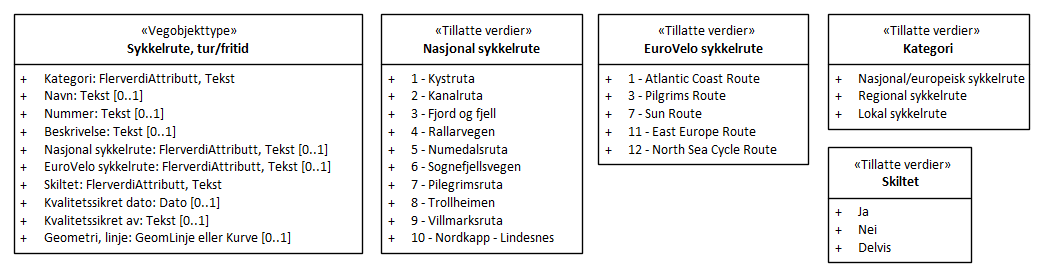 «Vegobjekttype»
Sykkelrute, tur/fritid
+ Kategori: FlerverdiAttributt, Tekst
+ Navn: Tekst [0..1]
+ Nummer: Tekst [0..1]
+ Beskrivelse: Tekst [0..1]
+ Nasjonal sykkelrute: FlerverdiAttributt, Tekst [0..1]
+ EuroVelo sykkelrute: FlerverdiAttributt, Tekst [0..1]
+ Skiltet: FlerverdiAttributt, Tekst
+ Kvalitetssikret dato: Dato [0..1]
+ Kvalitetssikret av: Tekst [0..1]
+ Geometri, linje: GeomLinje eller Kurve [0..1]
«Tillatte verdier»
Nasjonal sykkelrute
+ 1 - Kystruta
+ 2 - Kanalruta
+ 3 - Fjord og fjell
+ 4 - Rallarvegen
+ 5 - Numedalsruta
+ 6 - Sognefjellsvegen
+ 7 - Pilegrimsruta
+ 8 - Trollheimen
+ 9 - Villmarksruta
+ 10 - Nordkapp - Lindesnes
«Tillatte verdier»
EuroVelo sykkelrute
+ 1 - Atlantic Coast Route
+ 3 - Pilgrims Route
+ 7 - Sun Route
+ 11 - East Europe Route
+ 12 - North Sea Cycle Route
«Tillatte verdier»
Kategori
+ Nasjonal/europeisk sykkelrute
+ Regional sykkelrute
+ Lokal sykkelrute
«Tillatte verdier»
Skiltet
+ Ja
+ Nei
+ Delvis